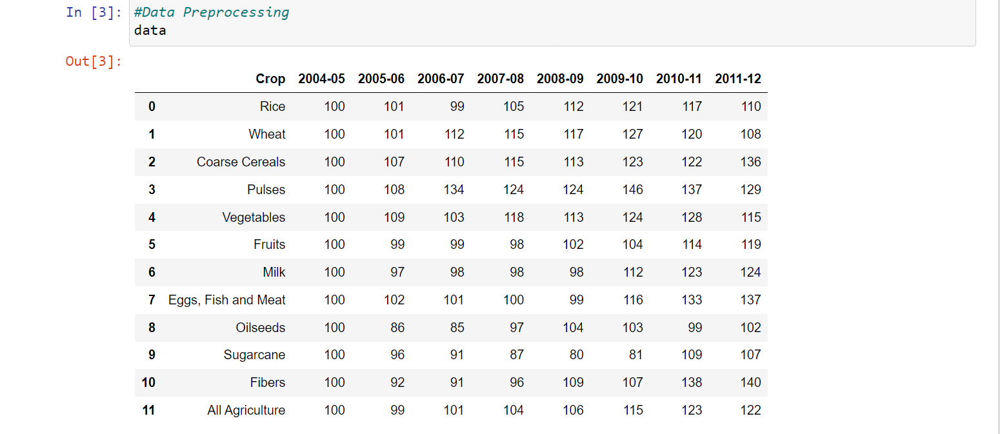 In [3]: #Data Preprocessing
data
Out[3]:
Crop 2004-05 2005-06 2006-07 2007-08 2008-09 2009-10 2010-11 2011-12
0 Rice 100 101 99 105 112 121 117 110
1 Wheat 100 101 112 115 117 127 120 108
2 Coarse Cereals 100 107 110 115 113 123 122 136
3 Pulses 100 108 134 124 124 146 137 129
4 Vegetables 100 109 103 118 113 124 128 115
5 Fruits 100 99 99 98 102 104 114 119
6 Milk 100 97 98 98 98 112 123 124
7 Eggs, Fish and Meat 100 102 101 100 99 116 133 137
8 Oilseeds 100 86 85 97 104 103 99 102
9 Sugarcane 100 96 91 87 80 81 109 107
10 Fibers 100 92 91 96 109 107 138 140
11 All Agriculture 100 99 101 104 106 115 123 122